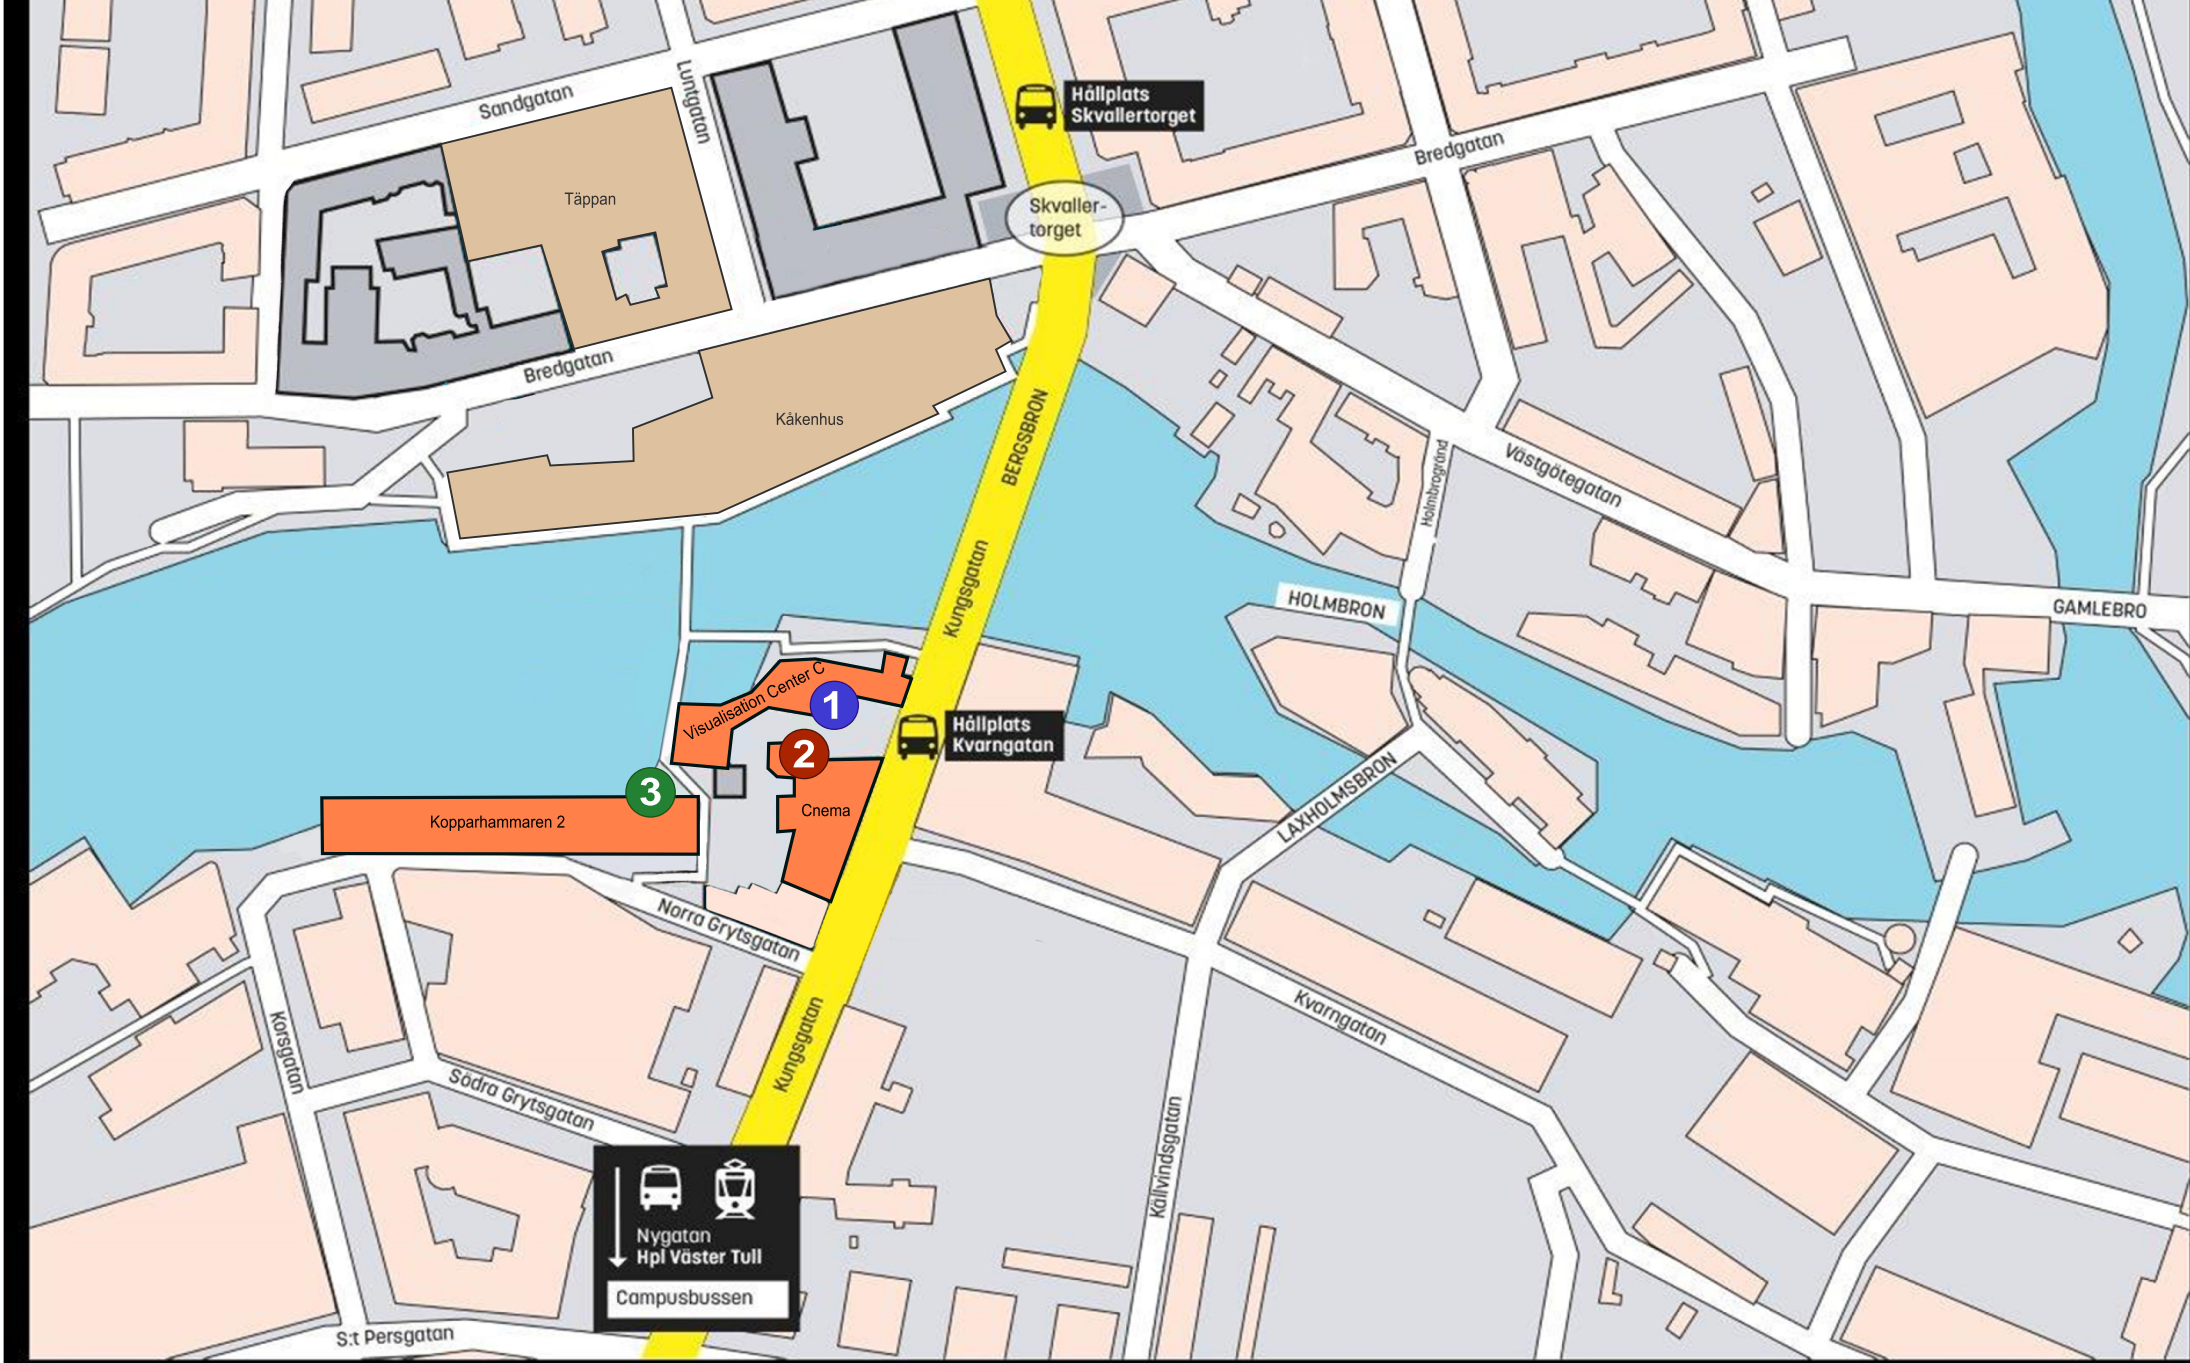 Sandgatan
Luntgatan
Hållplats
Skvallertorget
Bredgatan
Täppan
Skvaller-
torget
Bredgatan
Kåkenhus
BERGSBRON
Holmbrogränd
Västgötegatan
Kungsgatan
HOLMBRON
GAMLEBRO
Visualisation Center C
1
2
Hållplats
Kvarngatan
3
Kopparhammaren 2
Cnema
LAXHOLMSBRON
Norra Grytsgatan
Korsgatan
Kungsgatan
Kvarngatan
Södra Grytsgatan
Källvindsgatan
Nygatan
Hpl Väster Tull
Campusbussen
S:t Persgatan